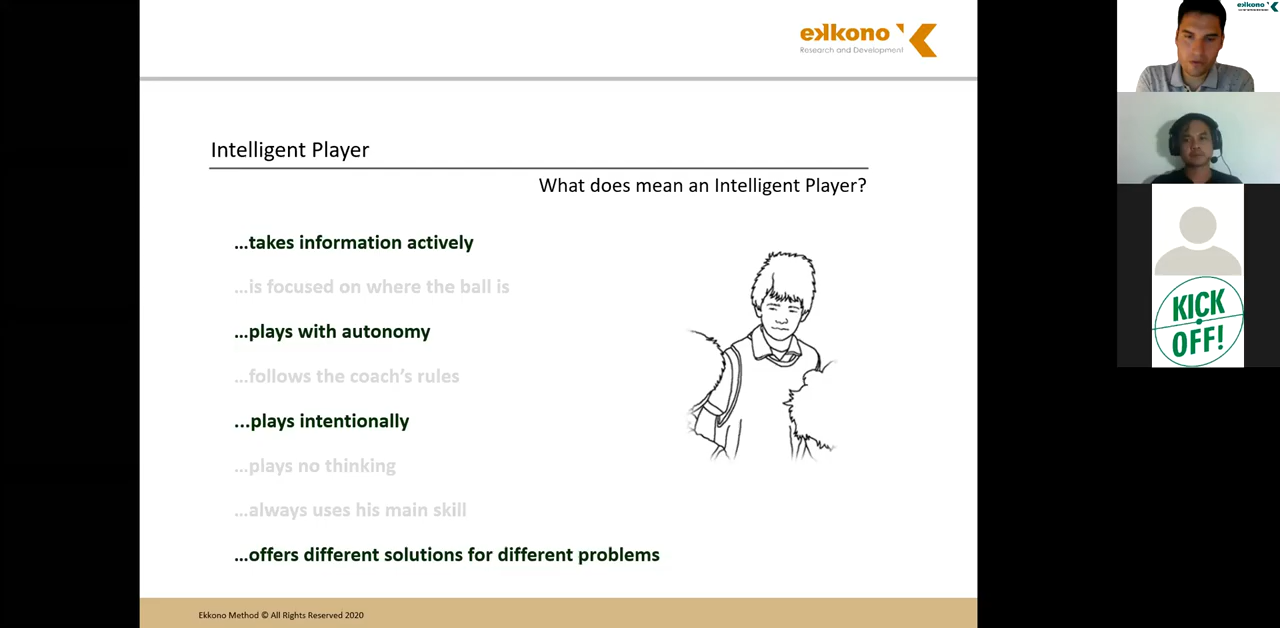 ekkono
Research and Development
Intelligent Player
What does mean an Intelligent Player?
...takes information actively
...is focused on where the ball is
...plays with autonomy
...follows the coach's rules
...plays intentionally
...plays no thinking
...always uses his main skill
...offers different solutions for different problems
Ekkono Method © All Rights Reserved 2020
ekkono
KICK
OFF!